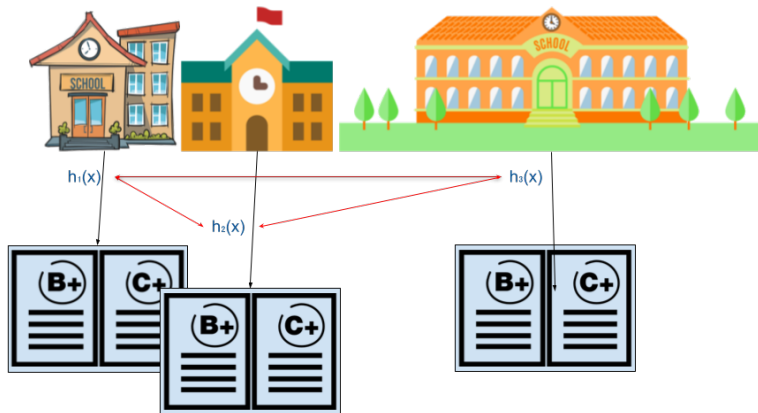 SCHOOL
SCHOOL
h₁(x)
h₃(x)
h₂(x)
B+
C+
B+
C+
B+
C+